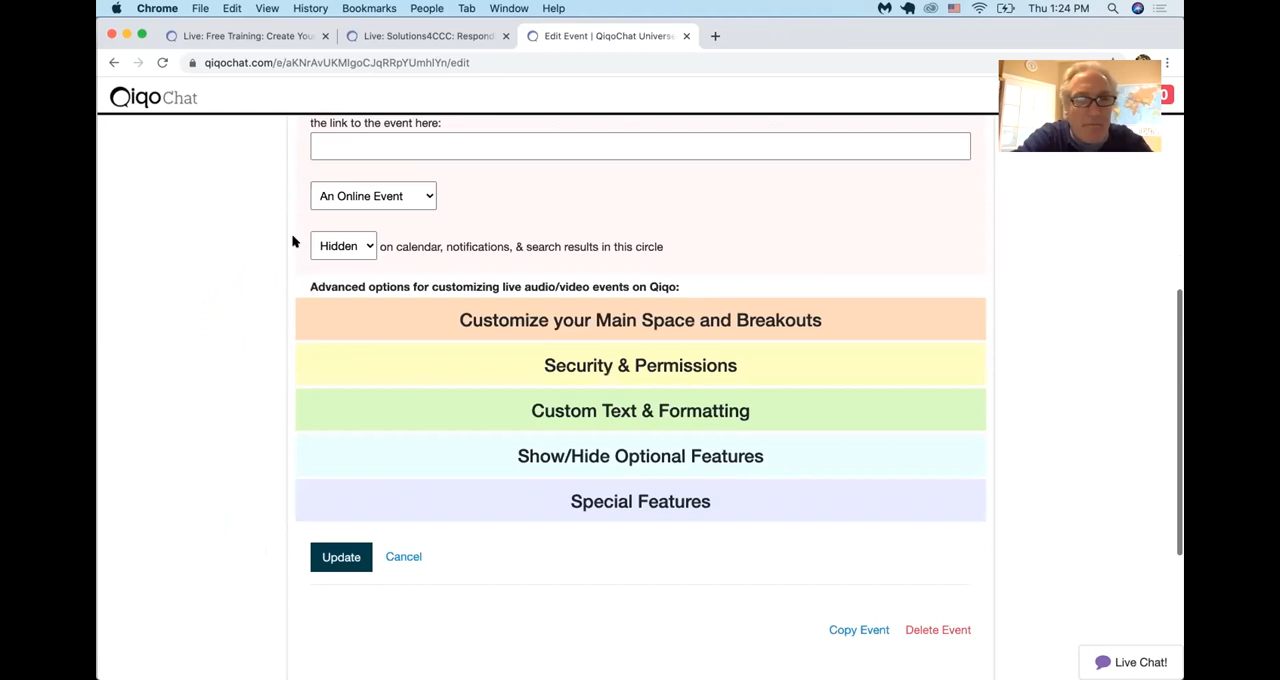 Chrome File Edit View History Bookmarks People Tab Window Help Thu 1:24 PM
Live: Free Training: Create You Live: Solutions4CCC: Respond Edit Event | QiqoChat Universe
qiqochat.com/e/aKNrAvUKMIgoCJqRRpYUmhIYn/edit
QiqoChat
the link to the event here:
An Online Event
Hidden on calendar, notifications, & search results in this circle
Advanced options for customizing live audio/video events on Qiqo:
Customize your Main Space and Breakouts
Security & Permissions
Custom Text & Formatting
Show/Hide Optional Features
Special Features
Update Cancel
Copy Event Delete Event
Live Chat!